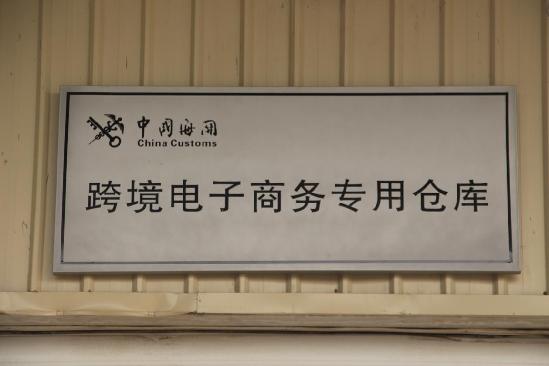 中国海关
China Customs
跨境电子商务专用仓库